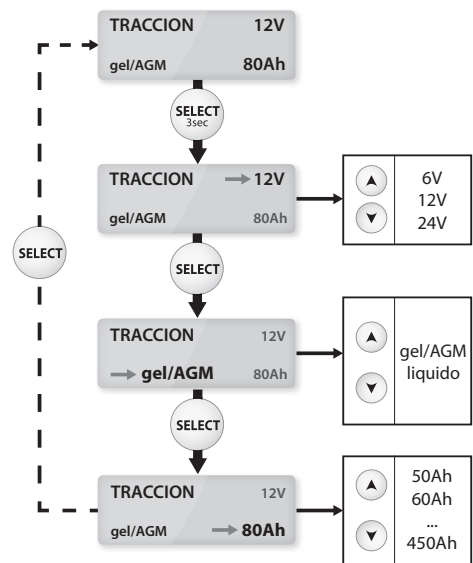 TRACCION 12V
gel/AGM 80Ah
SELECT
3sec
TRACCION → 12V
gel/AGM 80Ah
6V
12V
24V
SELECT
SELECT
TRACCION 12V
→ gel/AGM 80Ah
gel/AGM
liquido
SELECT
TRACCION 12V
gel/AGM → 80Ah
50Ah
60Ah
...
450Ah